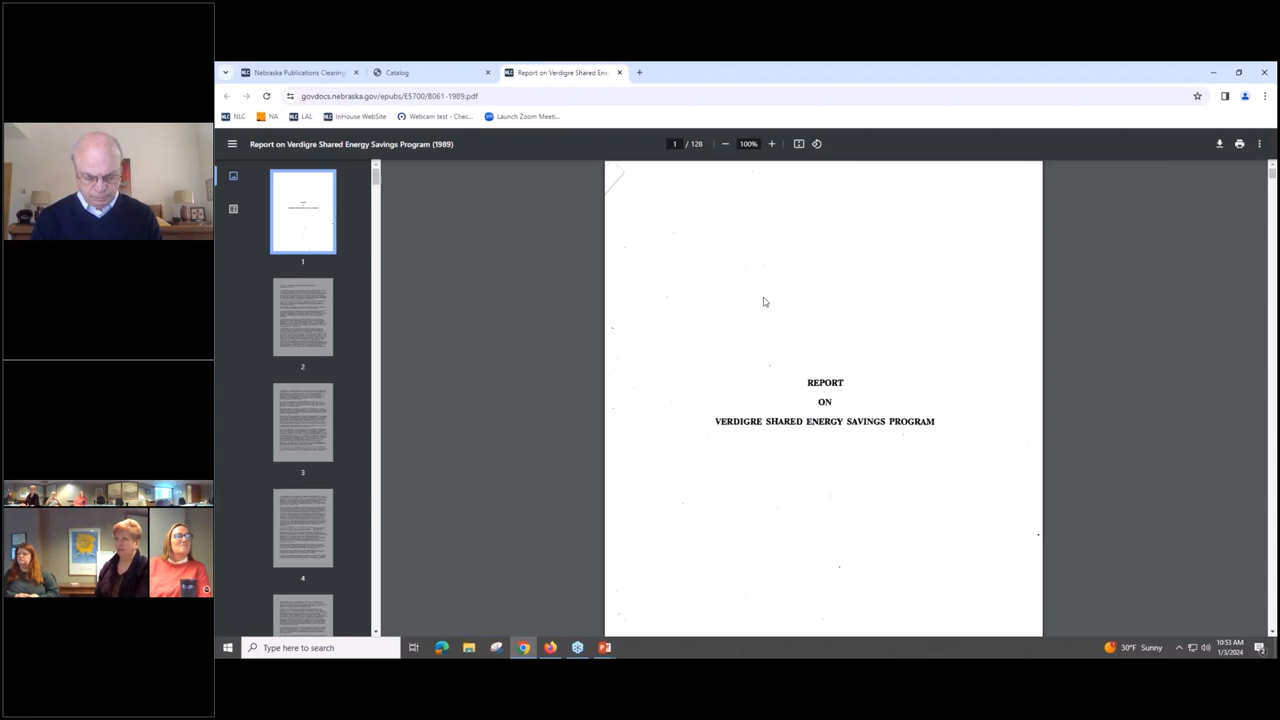 Nebraska Publications Clearing
Catalog
Report on Verdigre Shared Ene
govdocs.nebraska.gov/epubs/E5700/B061-1989.pdf
NLC
NA
LAL
InHouse WebSite
Webcam test - Chec...
Launch Zoom Meeti...
Report on Verdigre Shared Energy Savings Program (1989)
1 / 128
100%
1
2
3
4
REPORT
ON
VERDIGRE SHARED ENERGY SAVINGS PROGRAM
Type here to search
30°F Sunny
10:53 AM
1/3/2024